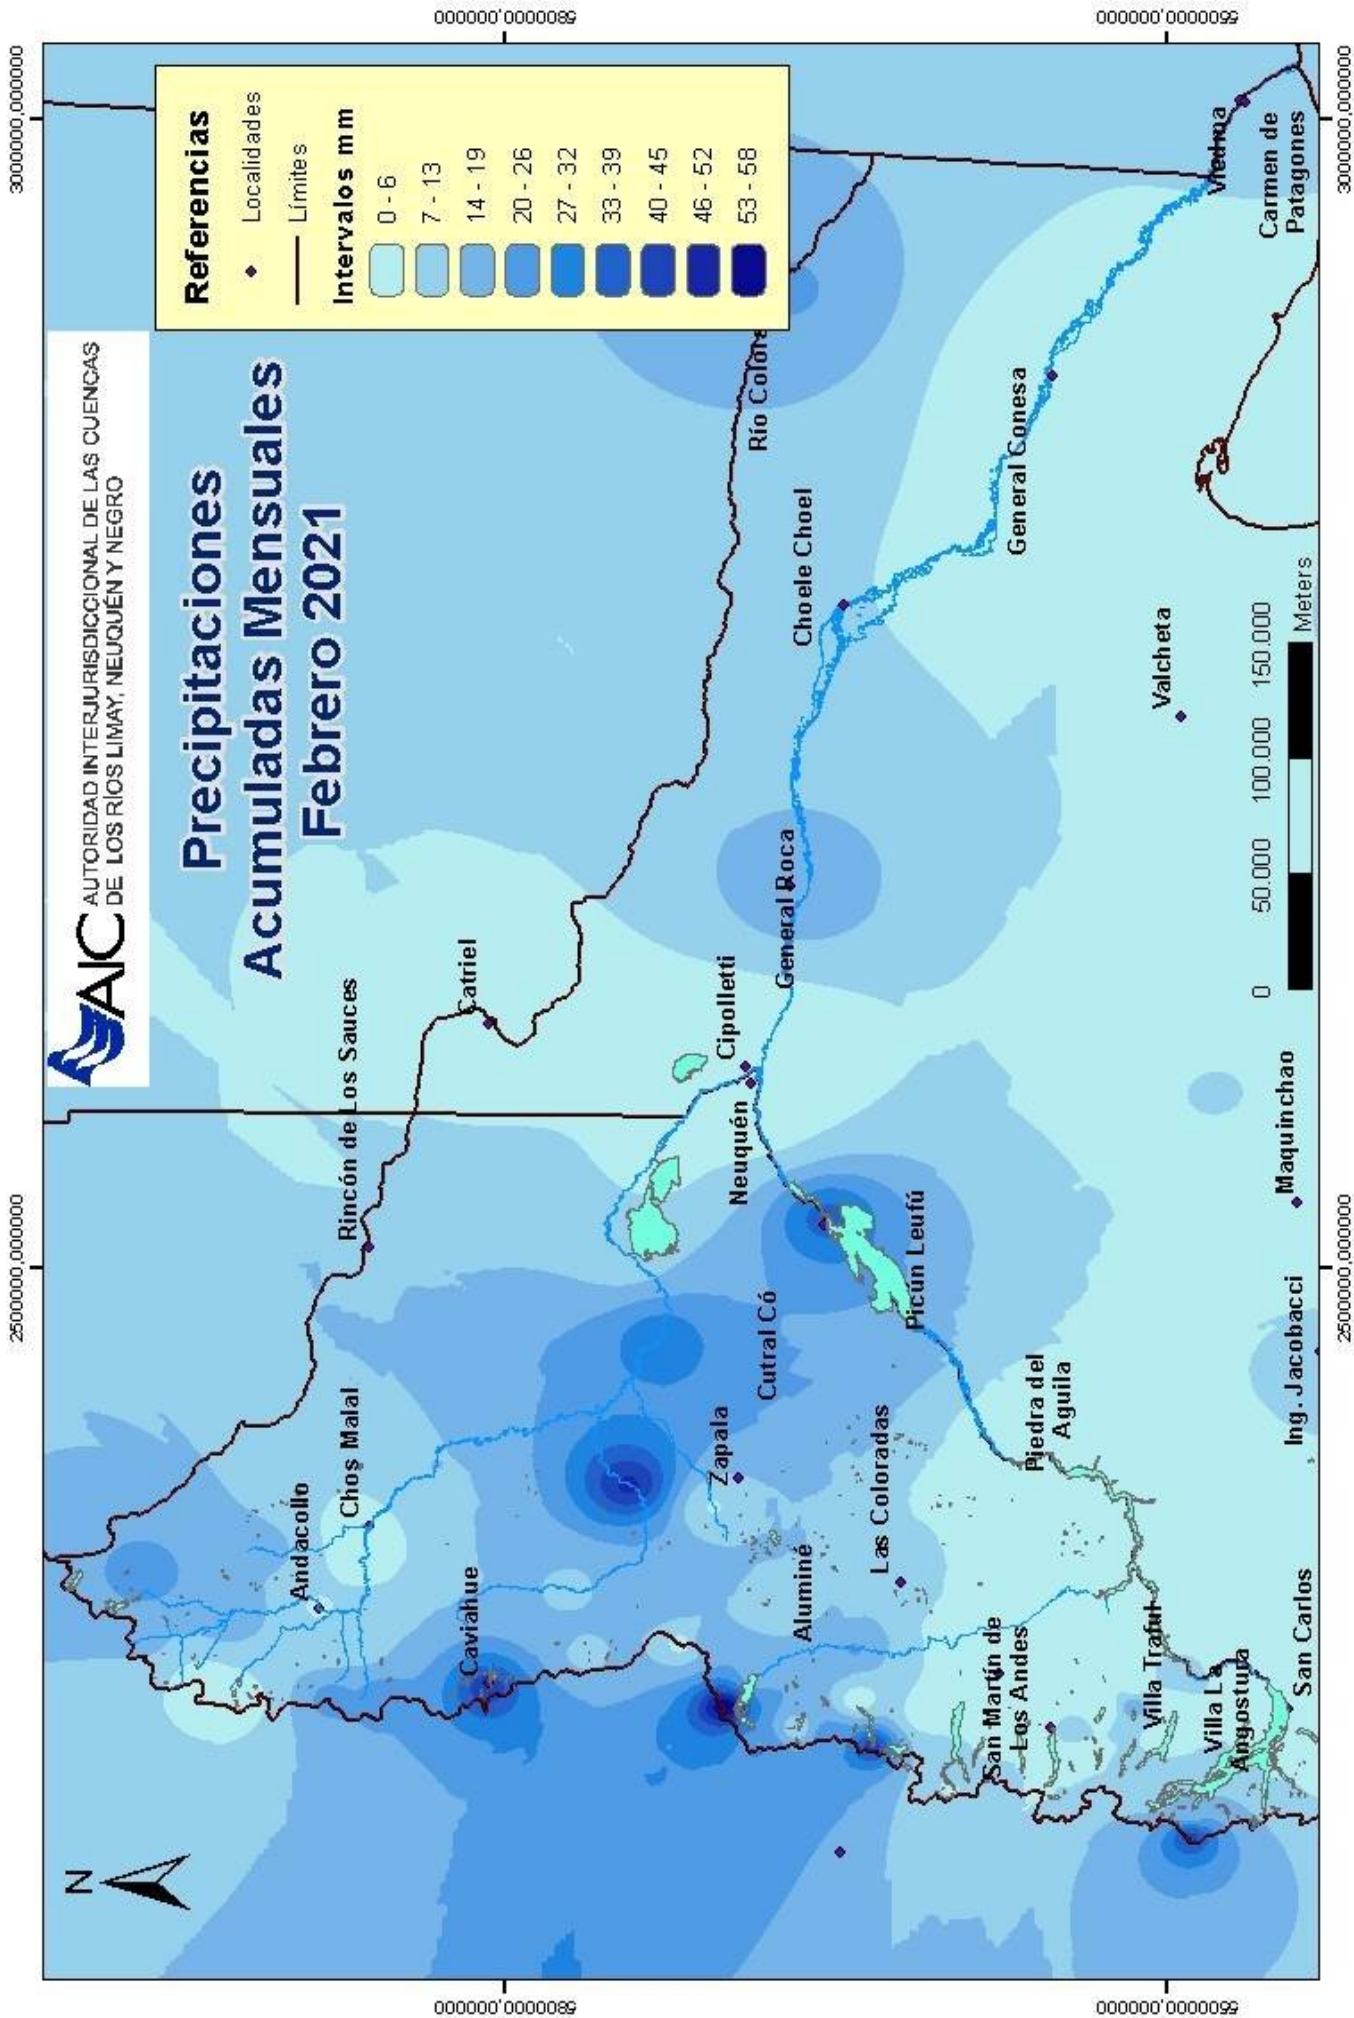 2500000,000000
3000000,000000
AIC
AUTORIDAD INTERJURISDICCIONAL DE LAS CUENCAS
DE LOS RÍOS LIMAY, NEUQUÉN Y NEGRO
Precipitaciones
Acumuladas Mensuales
Febrero 2021
N
Referencias
Localidades
Límites
Intervalos mm
0 - 6
7 - 13
14 - 19
20 - 26
27 - 32
33 - 39
40 - 45
46 - 52
53 - 58
Andacollo
Chos Malal
Rincón de Los Sauces
Catriel
Caviahue
Zapala
Cutral Có
Neuquén
Cipolletti
General Roca
Choele Choel
Río Colora
Aluminé
Las Coloradas
Picún Leufú
San Martín de
Los Andes
Piedra del
Aguila
General Conesa
Villa Traful
Villa La
Angostura
San Carlos
Ing. Jacobacci
Maquinchao
Valcheta
Viedma
Carmen de
Patagones
0 50.000 100.000 150.000
Meters
2500000,000000
3000000,000000